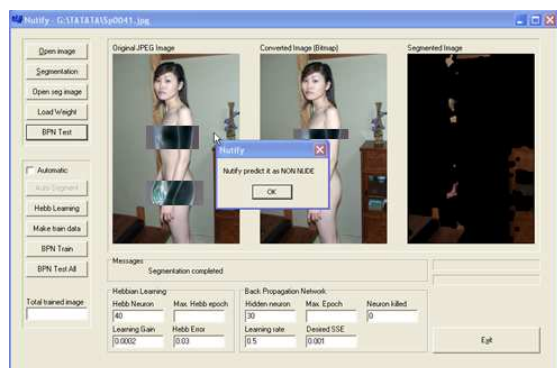 Nutify - G:\TATATA\Sp0041.jpg
Open image
Segmentation
Open seg image
Load Weight
BPN Test
Automatic
Auto Segment
Hebb Learning
Make train data
BPN Train
BPN Test All
Total trained image
Original JPEG Image
Converted Image (Bitmap)
Segmented Image
Nutify
Nutify predict it as NON NUDE
OK
Messages
Segmentation completed
Hebbian Learning
Hebb Neuron
Max. Hebb epoch
40
Learning Gain
Hebb Error
0.0002
0.03
Back Propagation Network
Hidden neuron
Max. Epoch
Neuron killed
30
0
Learning rate
Desired SSE
0.5
0.001
Exit